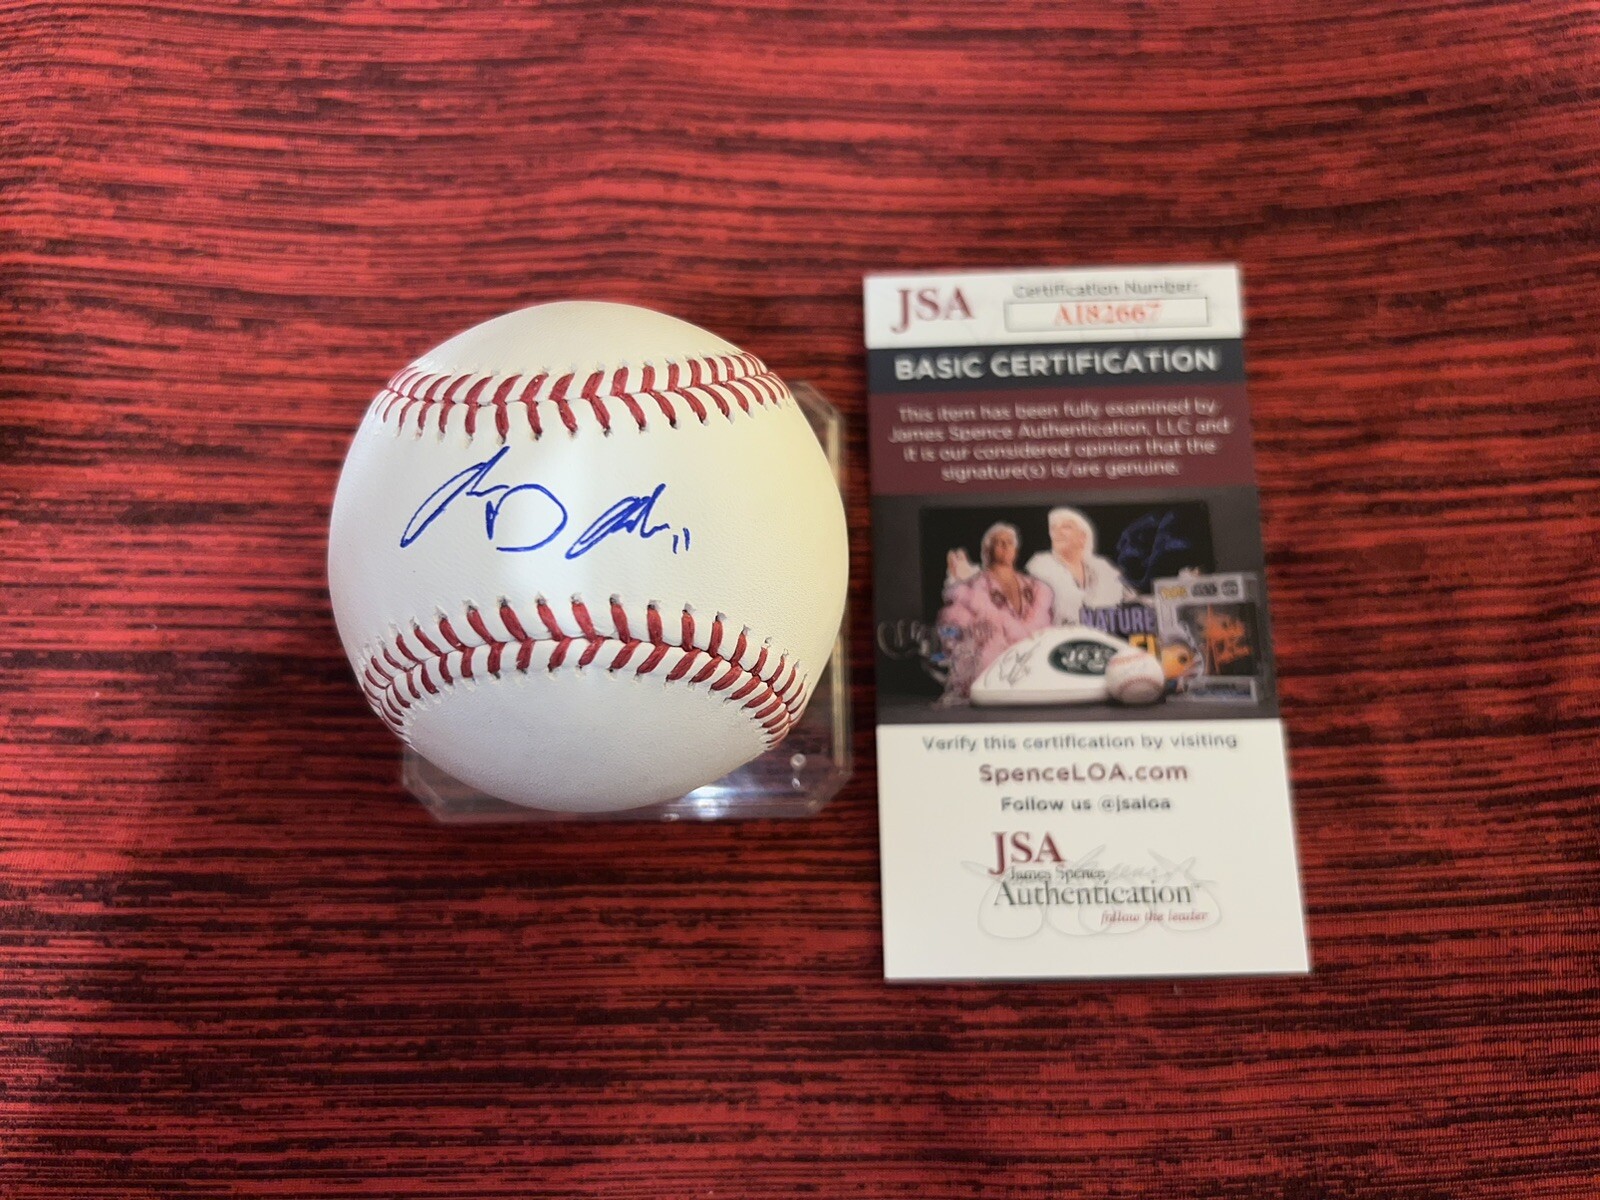 11
JSA
Certification Number:
AI82667
BASIC CERTIFICATION
This item has been fully examined by
James Spence Authentication, LLC and
it is our considered opinion that the
signature(s) is/are genuine.
NATURE
Verify this certification by visiting
SpenceLOA.com
Follow us @jsaloa
JSA
James Spence
Authentication
follow the leader